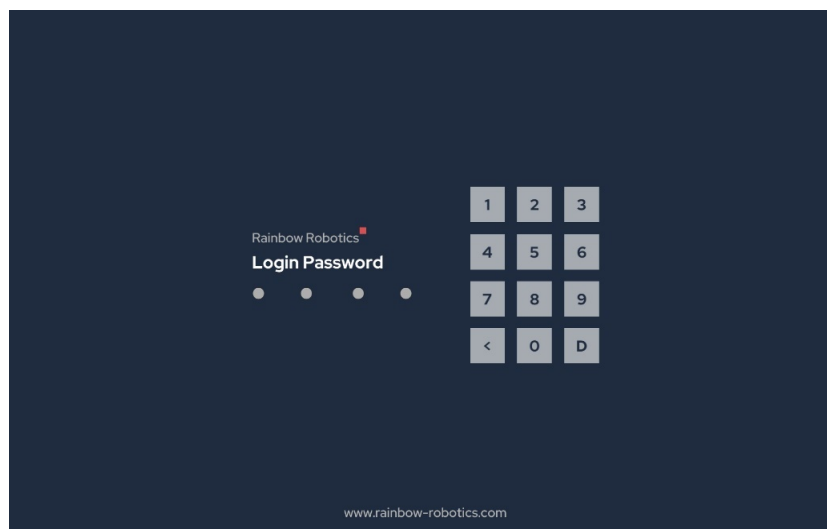 Rainbow Robotics
Login Password
1 2 3
4 5 6
7 8 9
< 0 D
www.rainbow-robotics.com